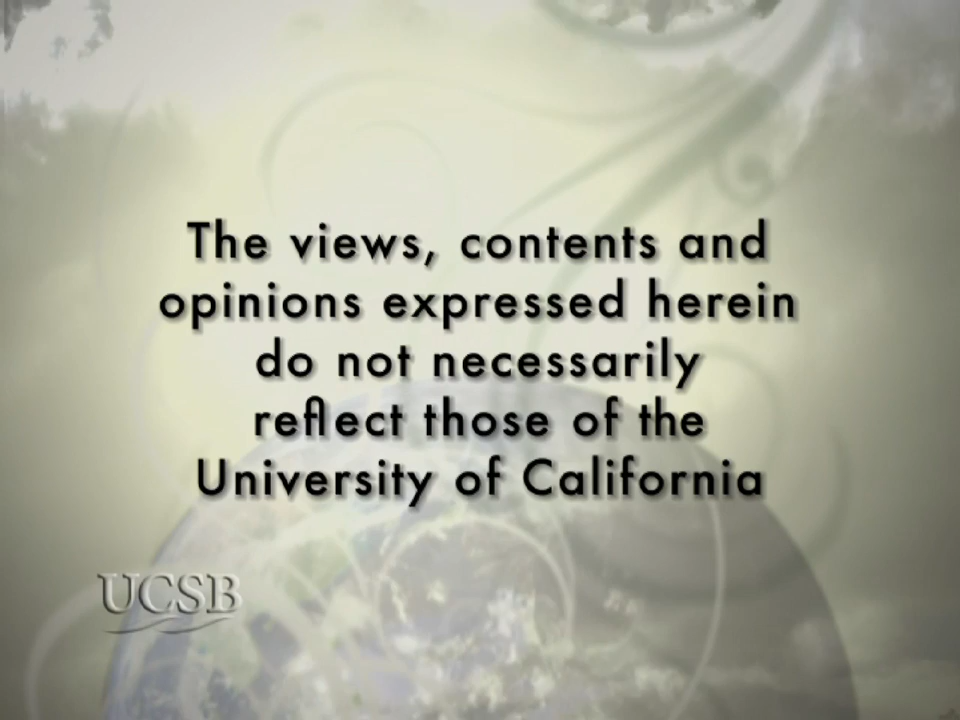 The views, contents and
opinions expressed herein
do not necessarily
reflect those of the
University of California
UCSB